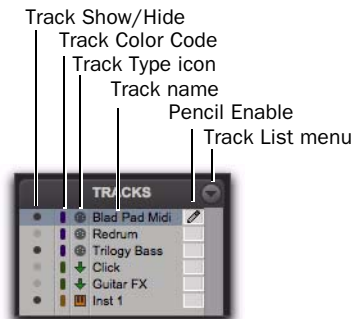 Track Show/Hide
Track Color Code
Track Type icon
Track name
Pencil Enable
Track List menu
TRACKS
Blad Pad Midi
Redrum
Trilogy Bass
Click
Guitar FX
Inst 1